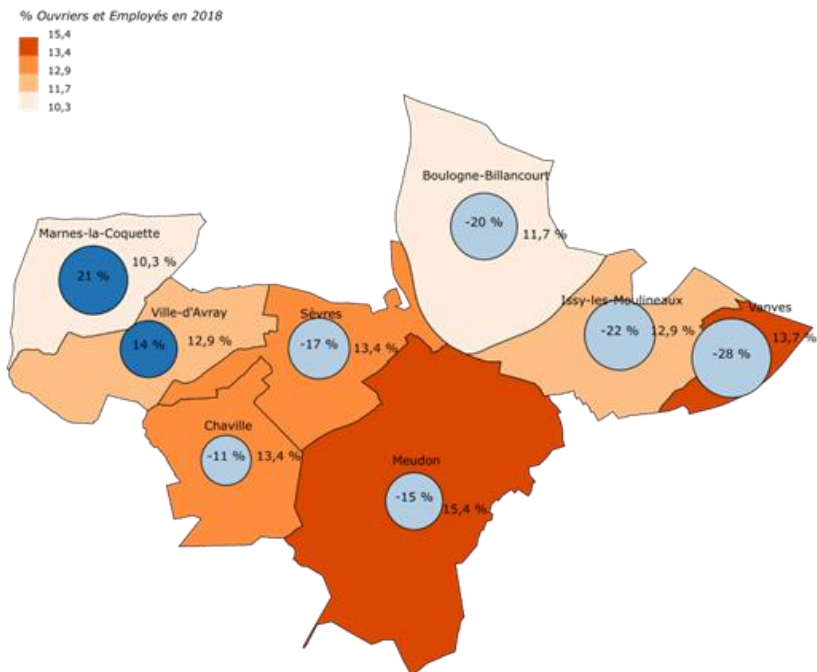 % Ouvriers et Employés en 2018
15,4
13,4
12,9
11,7
10,3
Boulogne-Billancourt
-20 %
11,7 %
Marnes-la-Coquette
10,3 %
21 %
Ville-d'Avray
14 %
12,9 %
Sèvres
-17 %
13,4 %
Issy-les-Moulineaux
-22 %
12,9 %
Vanves
13,7 %
-28 %
Chaville
-11 %
13,4 %
Meudon
-15 %
15,4 %